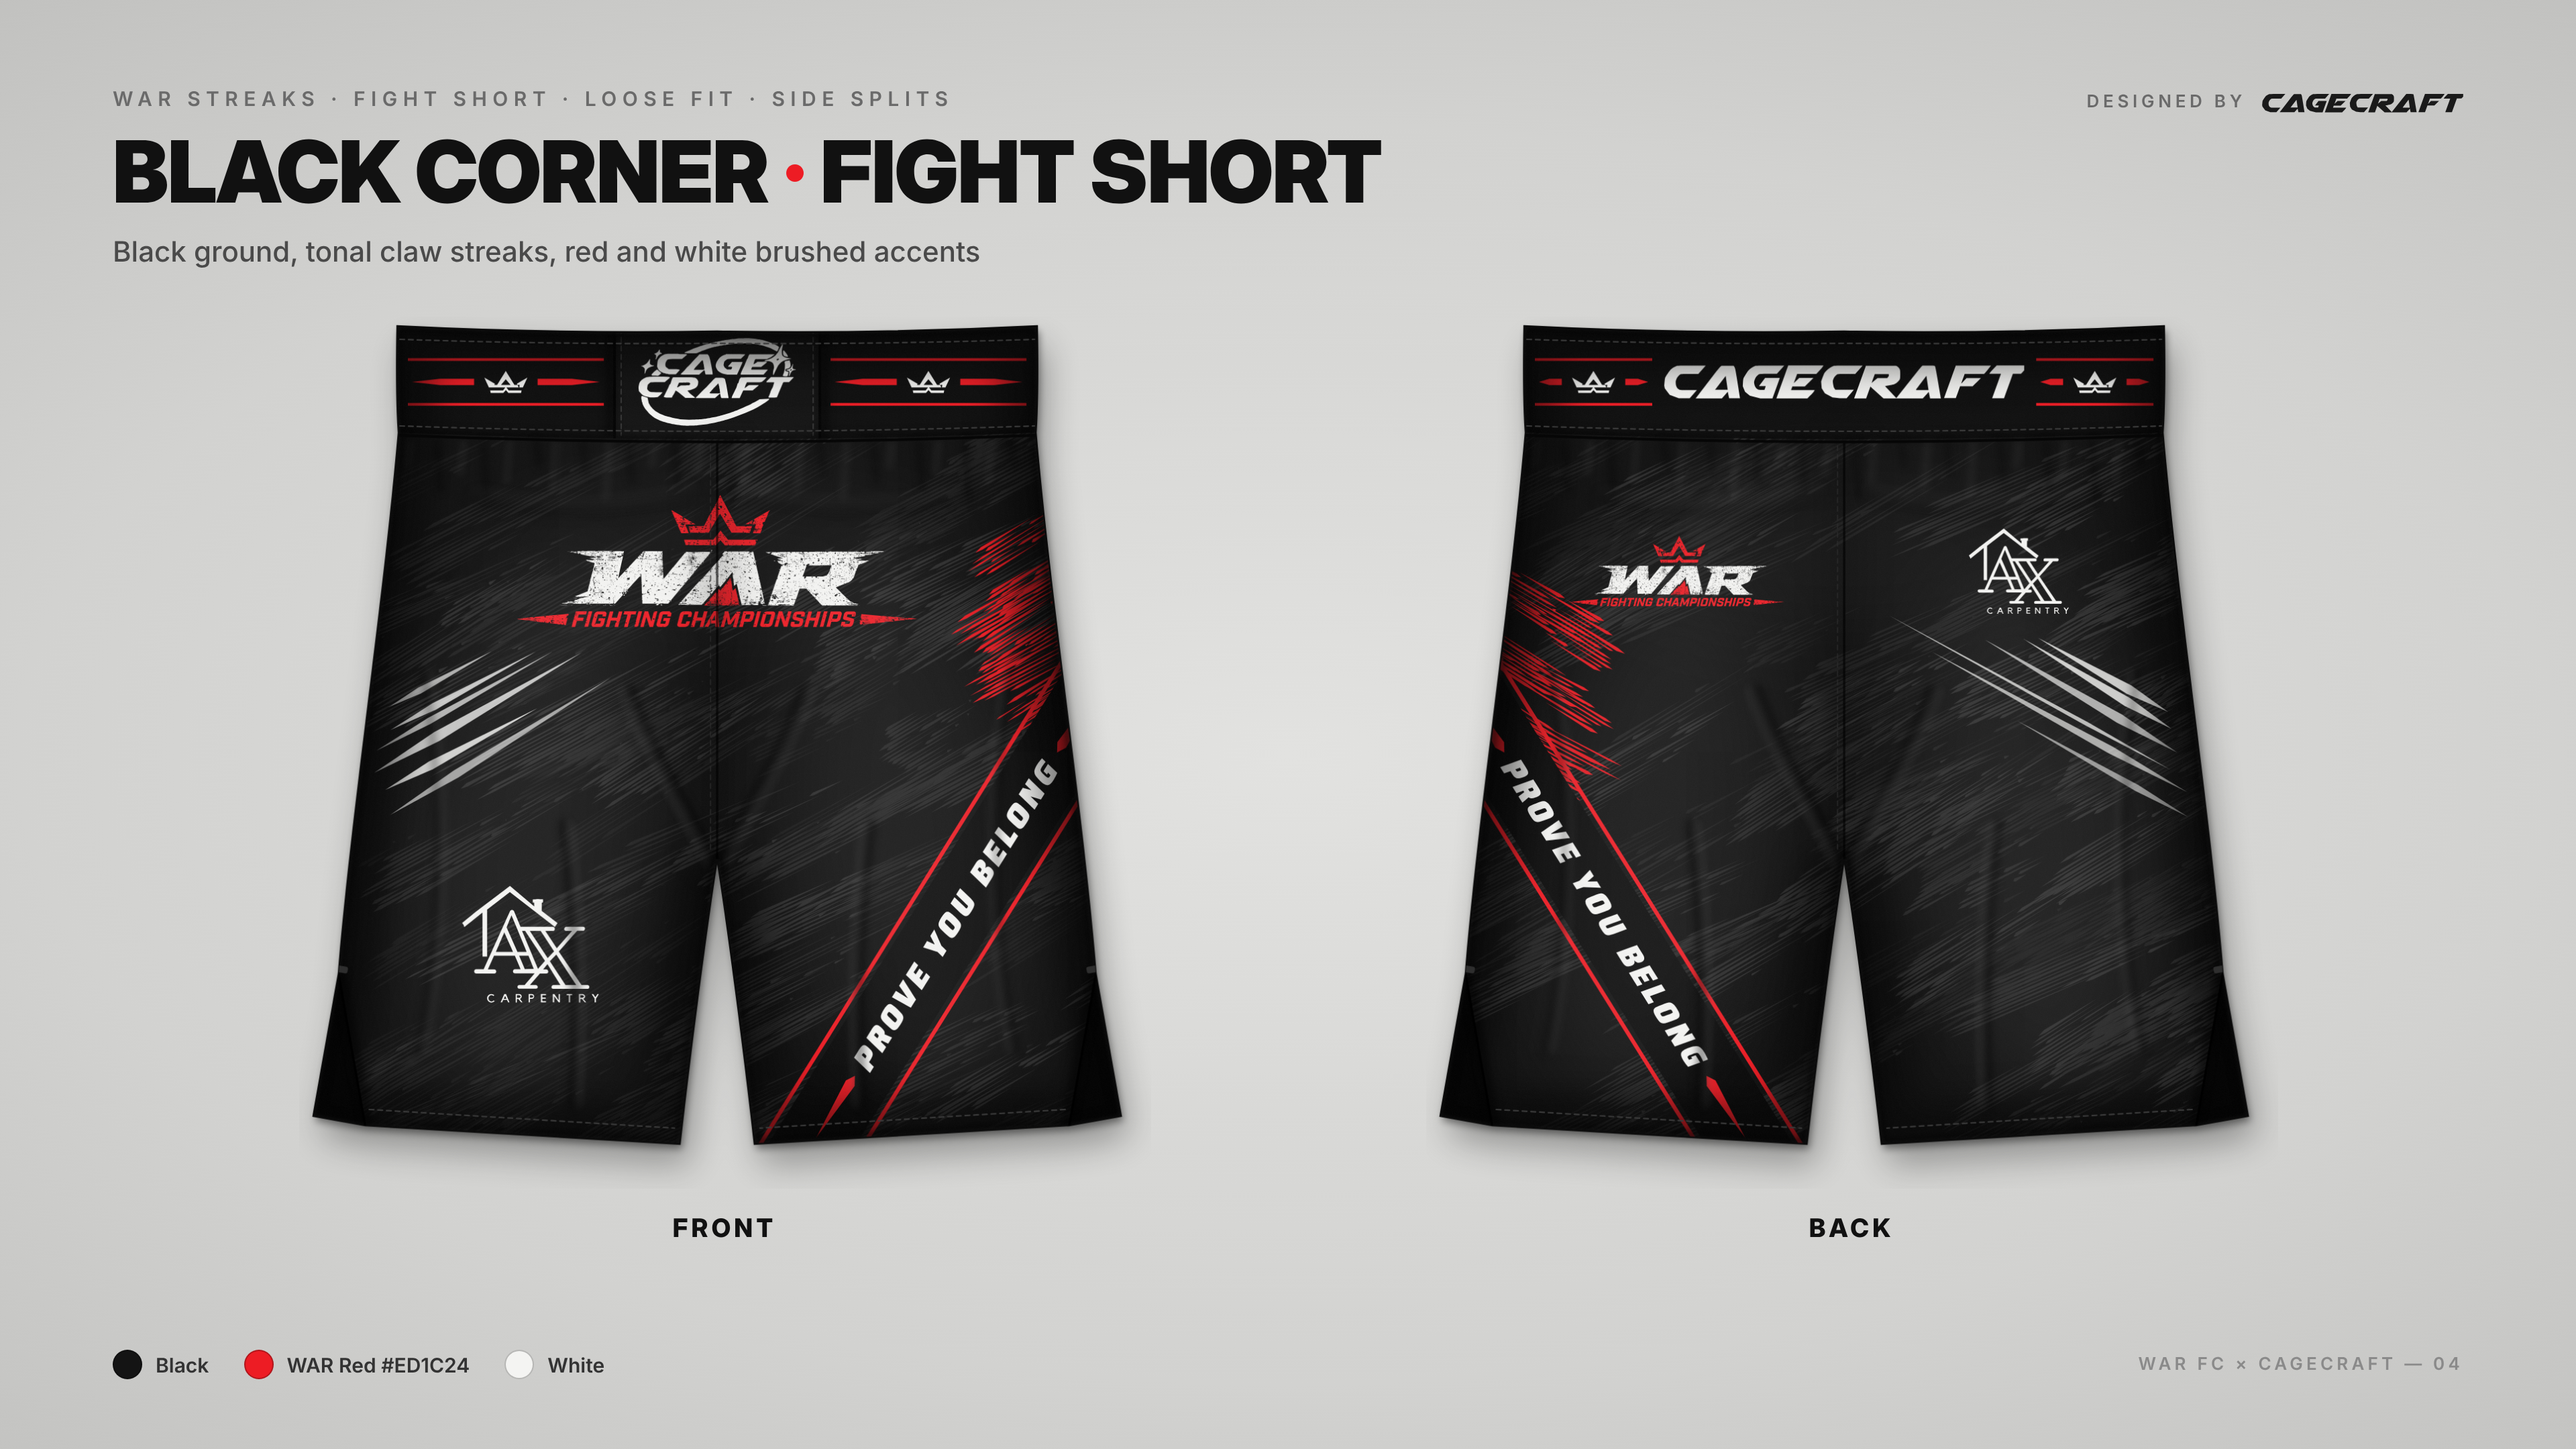 WAR STREAKS · FIGHT SHORT · LOOSE FIT · SIDE SPLITS
DESIGNED BY CAGECRAFT
BLACK CORNER · FIGHT SHORT
Black ground, tonal claw streaks, red and white brushed accents
CAGE
CRAFT
WAR
FIGHTING CHAMPIONSHIPS
PROVE YOU BELONG
AX
CARPENTRY
CAGECRAFT
WAR
FIGHTING CHAMPIONSHIPS
AX
CARPENTRY
PROVE YOU BELONG
FRONT
BACK
Black
WAR Red #ED1C24
White
WAR FC × CAGECRAFT — 04